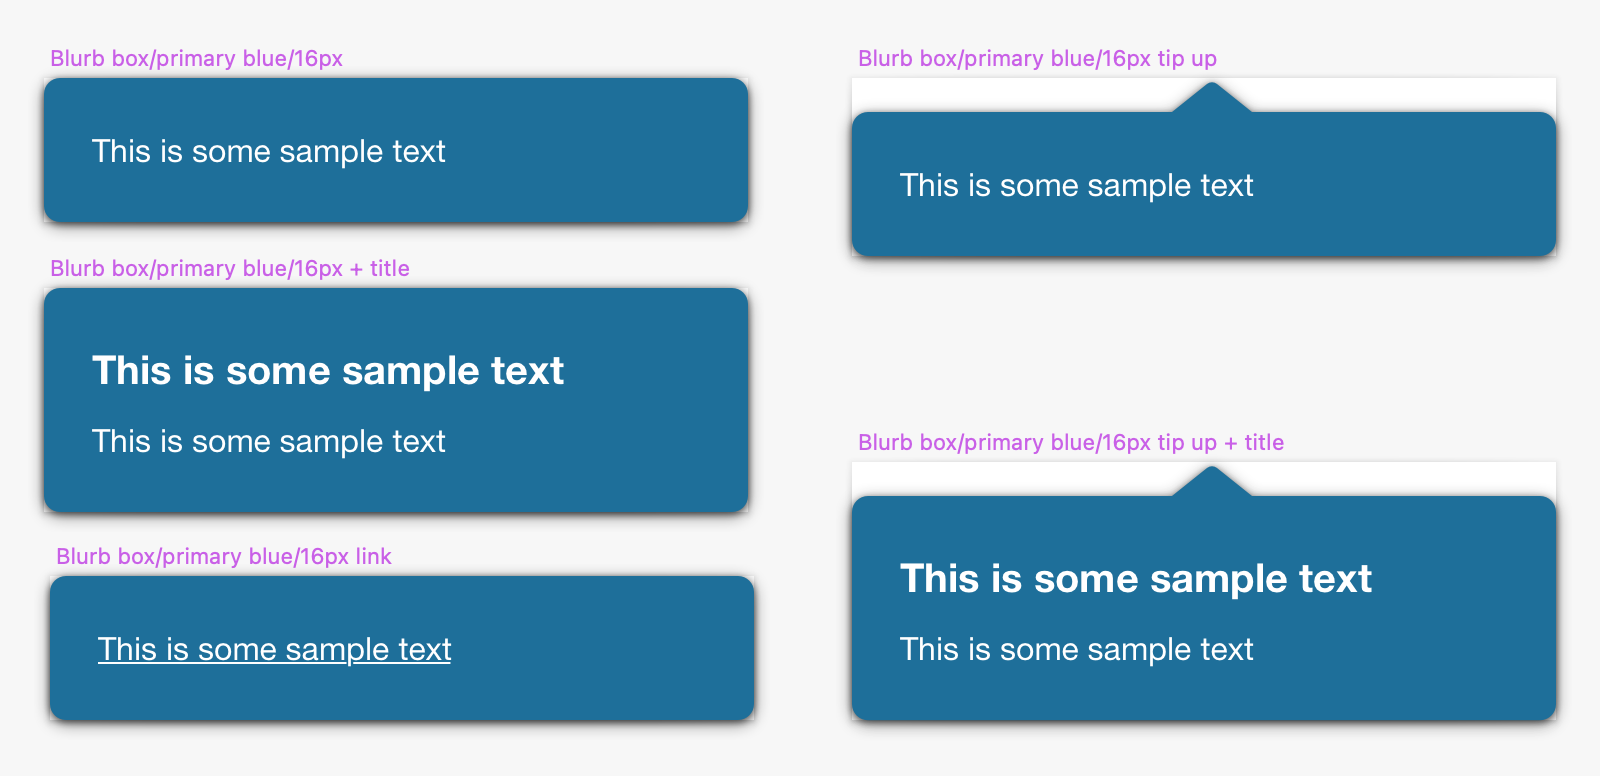 Blurb box/primary blue/16px
This is some sample text
Blurb box/primary blue/16px + title
This is some sample text
This is some sample text
Blurb box/primary blue/16px link
This is some sample text
Blurb box/primary blue/16px tip up
This is some sample text
Blurb box/primary blue/16px tip up + title
This is some sample text
This is some sample text